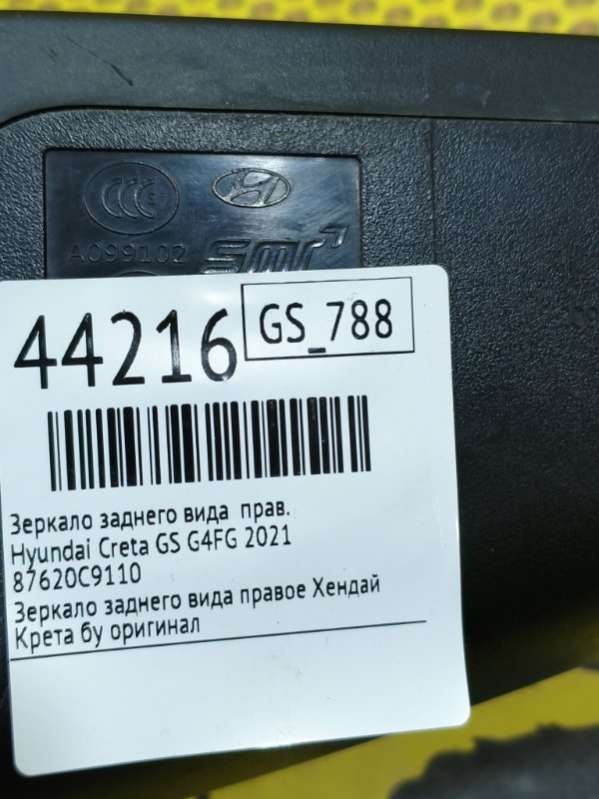 A099102
SMR
44216
GS_788
Зеркало заднего вида прав.
Hyundai Creta GS G4FG 2021
87620C9110
Зеркало заднего вида правое Хендай
Крета бу оригинал